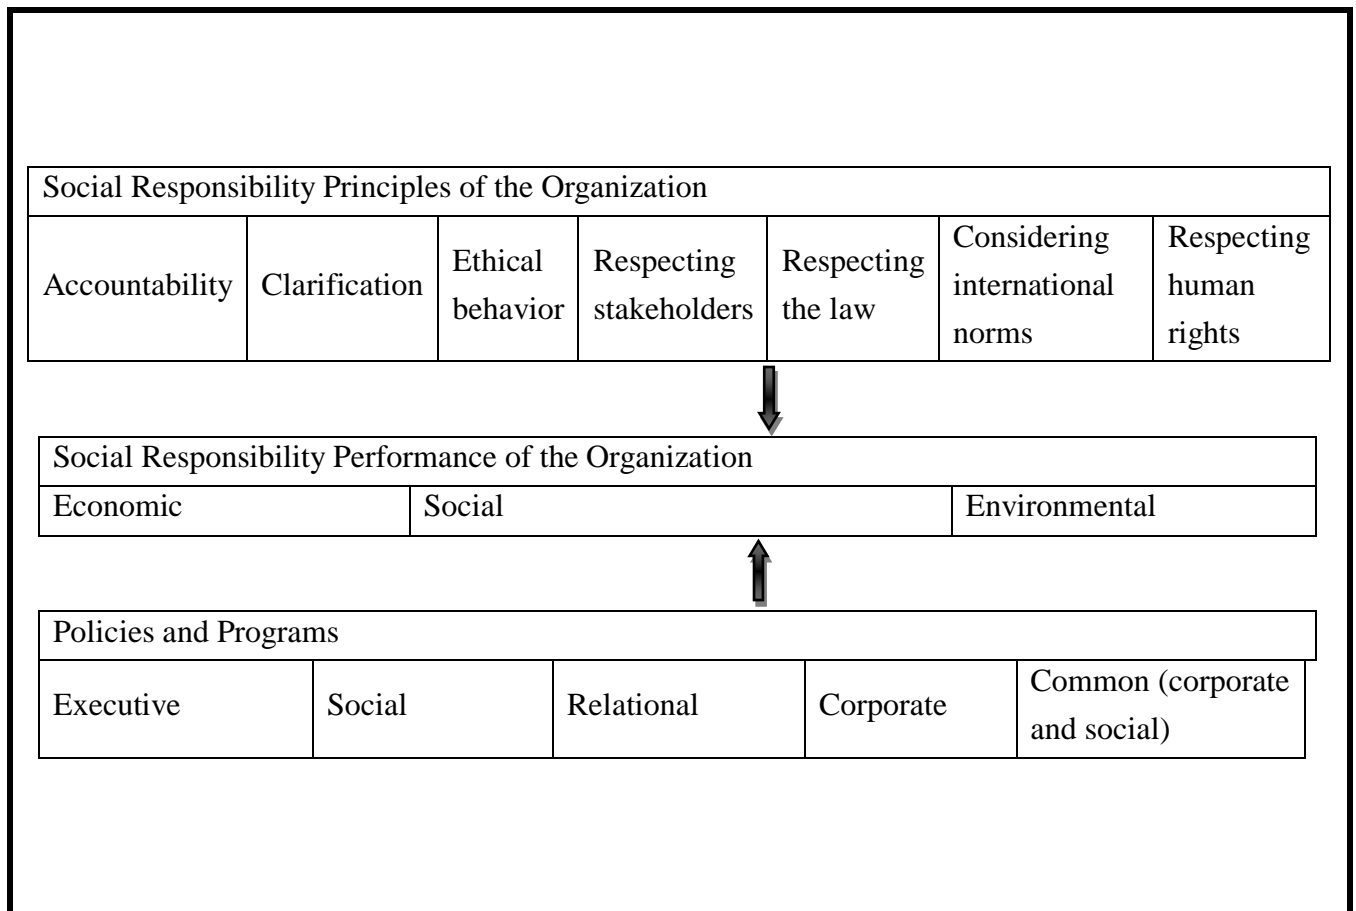 Social Responsibility Principles of the Organization
Accountability
Clarification
Ethical
behavior
Respecting
stakeholders
Respecting
the law
Considering
international
norms
Respecting
human
rights
Social Responsibility Performance of the Organization
Economic
Social
Environmental
Policies and Programs
Executive
Social
Relational
Corporate
Common (corporate
and social)